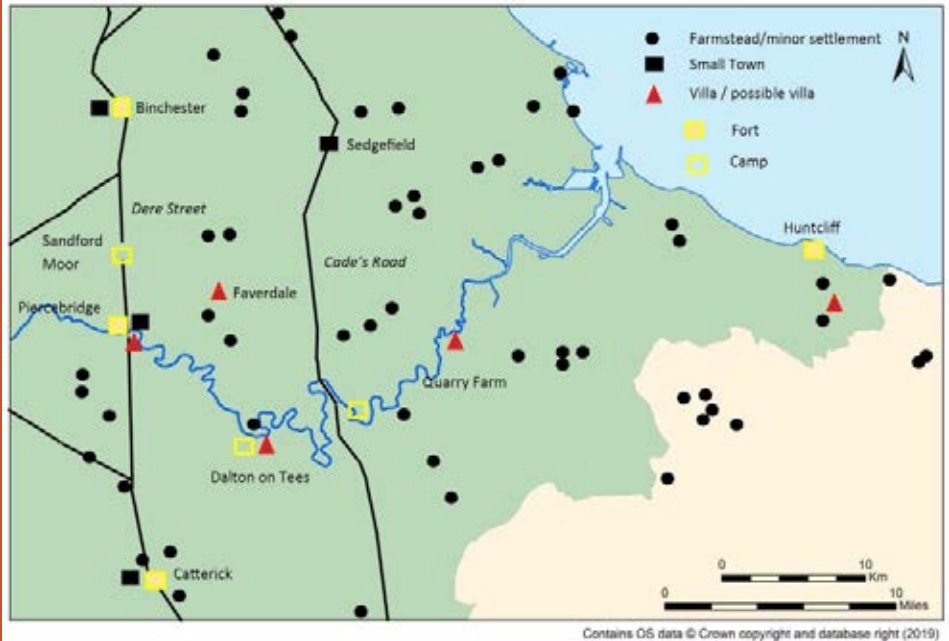 Farmstead/minor settlement
Small Town
Villa / possible villa
Fort
Camp
N
Binchester
Sedgefield
Dere Street
Sandford
Moor
Cade's Road
Huntcliff
Faverdale
Piercebridge
Quarry Farm
Dalton on Tees
Catterick
0 10
Km
0 10
Miles
Contains OS data © Crown copyright and database right (2019)